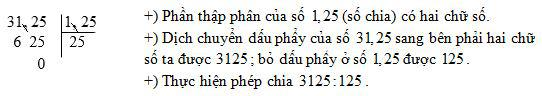 31, 25 1, 25
6 25 25
0
+) Phần thập phân của số 1, 25 (số chia) có hai chữ số.
+) Dịch chuyển dấu phẩy của số 31, 25 sang bên phải hai chữ
số ta được 3125 ; bỏ dấu phẩy ở số 1, 25 được 125 .
+) Thực hiện phép chia 3125 : 125 .